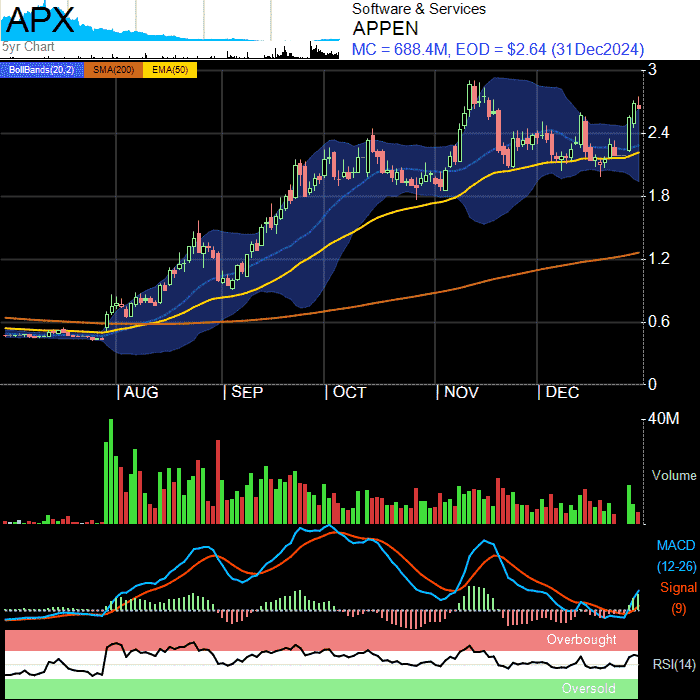 APX
5yr Chart
Software & Services
APPEN
MC = 688.4M, EOD = $2.64 (31Dec2024)
BollBands(20,2) SMA(200) EMA(50)
3
2.4
1.8
1.2
0.6
0
AUG SEP OCT NOV DEC
40M
Volume
MACD
(12-26)
Signal
(9)
Overbought
RSI(14)
Oversold